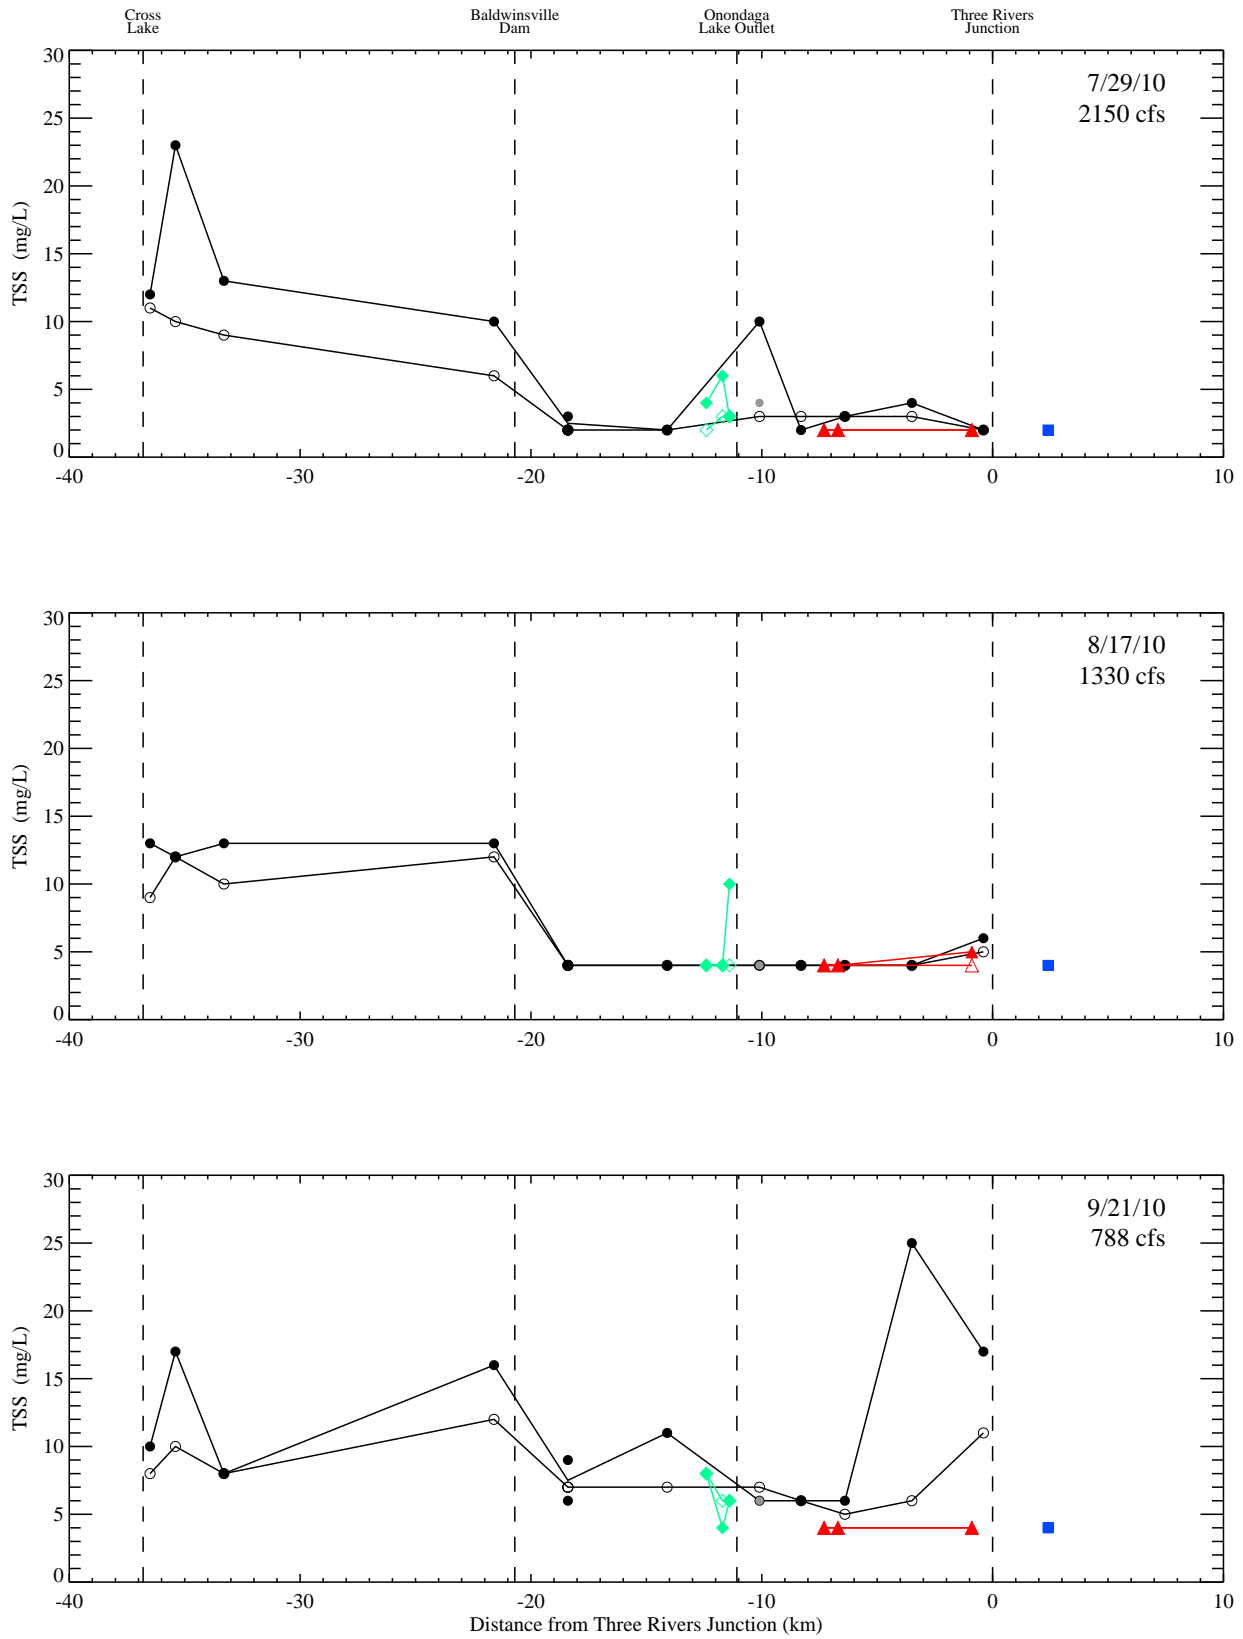 Cross
Lake
Baldwinsville
Dam
Onondaga
Lake Outlet
Three Rivers
Junction
7/29/10
2150 cfs
TSS (mg/L)
30
25
20
15
10
5
0
-40 -30 -20 -10 0 10
8/17/10
1330 cfs
TSS (mg/L)
30
25
20
15
10
5
0
-40 -30 -20 -10 0 10
9/21/10
788 cfs
TSS (mg/L)
30
25
20
15
10
5
0
-40 -30 -20 -10 0 10
Distance from Three Rivers Junction (km)